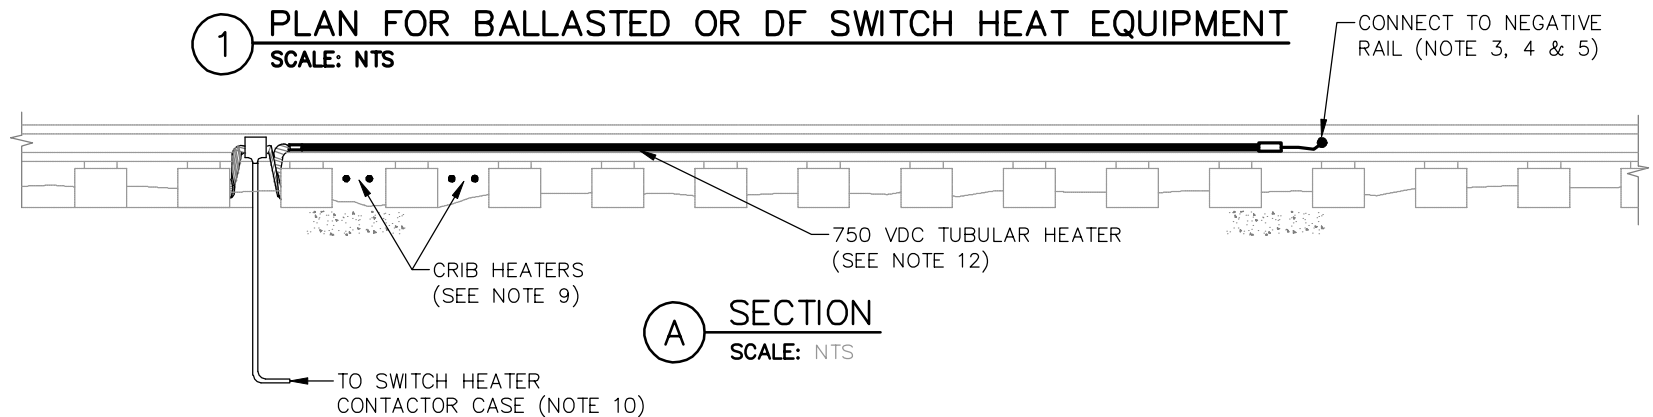 1
PLAN FOR BALLASTED OR DF SWITCH HEAT EQUIPMENT
SCALE: NTS
CONNECT TO NEGATIVE
RAIL (NOTE 3, 4 & 5)
750 VDC TUBULAR HEATER
(SEE NOTE 12)
CRIB HEATERS
(SEE NOTE 9)
A
SECTION
SCALE: NTS
TO SWITCH HEATER
CONTACTOR CASE (NOTE 10)